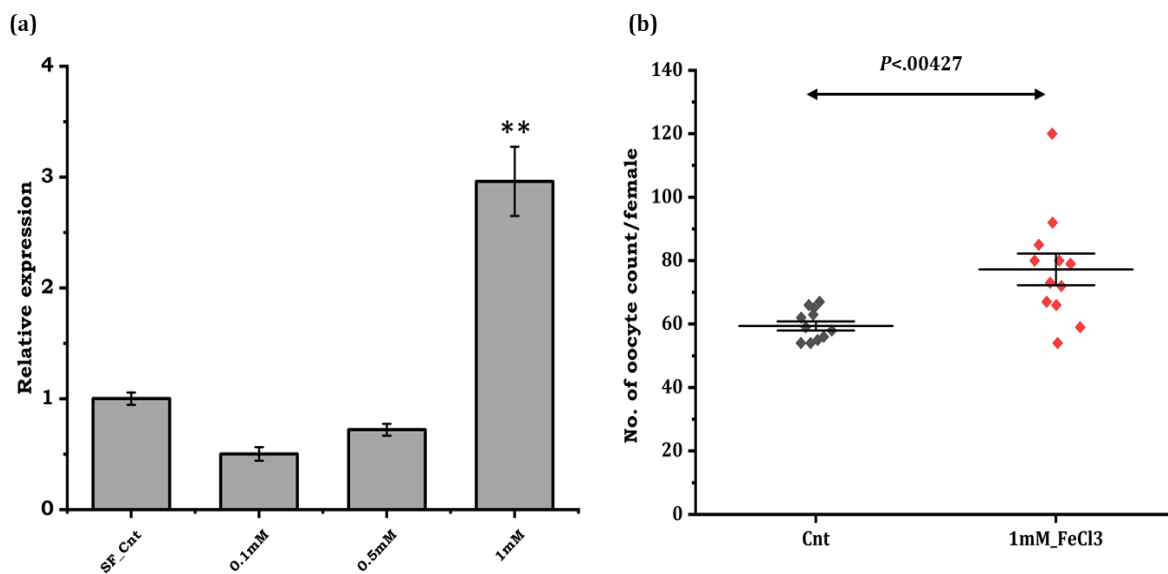 (a)
4
3
2
1
0
Relative expression
**
SF_Cnt
0.1mM
0.5mM
1mM
(b)
P<.00427
140
120
100
80
60
40
20
0
No. of oocyte count/female
Cnt
1mM_FeCl3